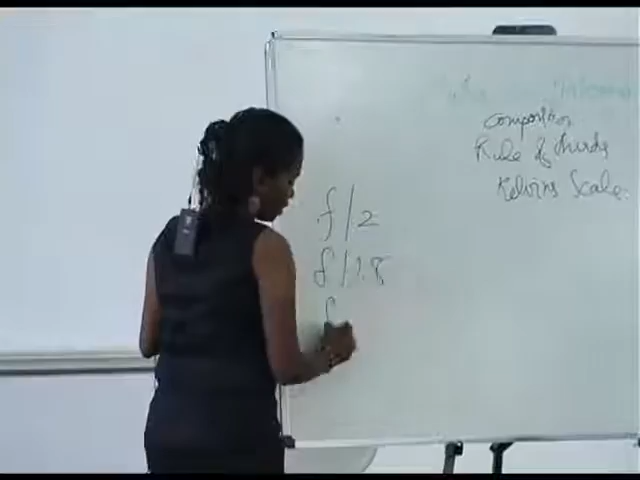 composition
Rule of thirds
Kelvins Scale
f/2
f/1.8
f